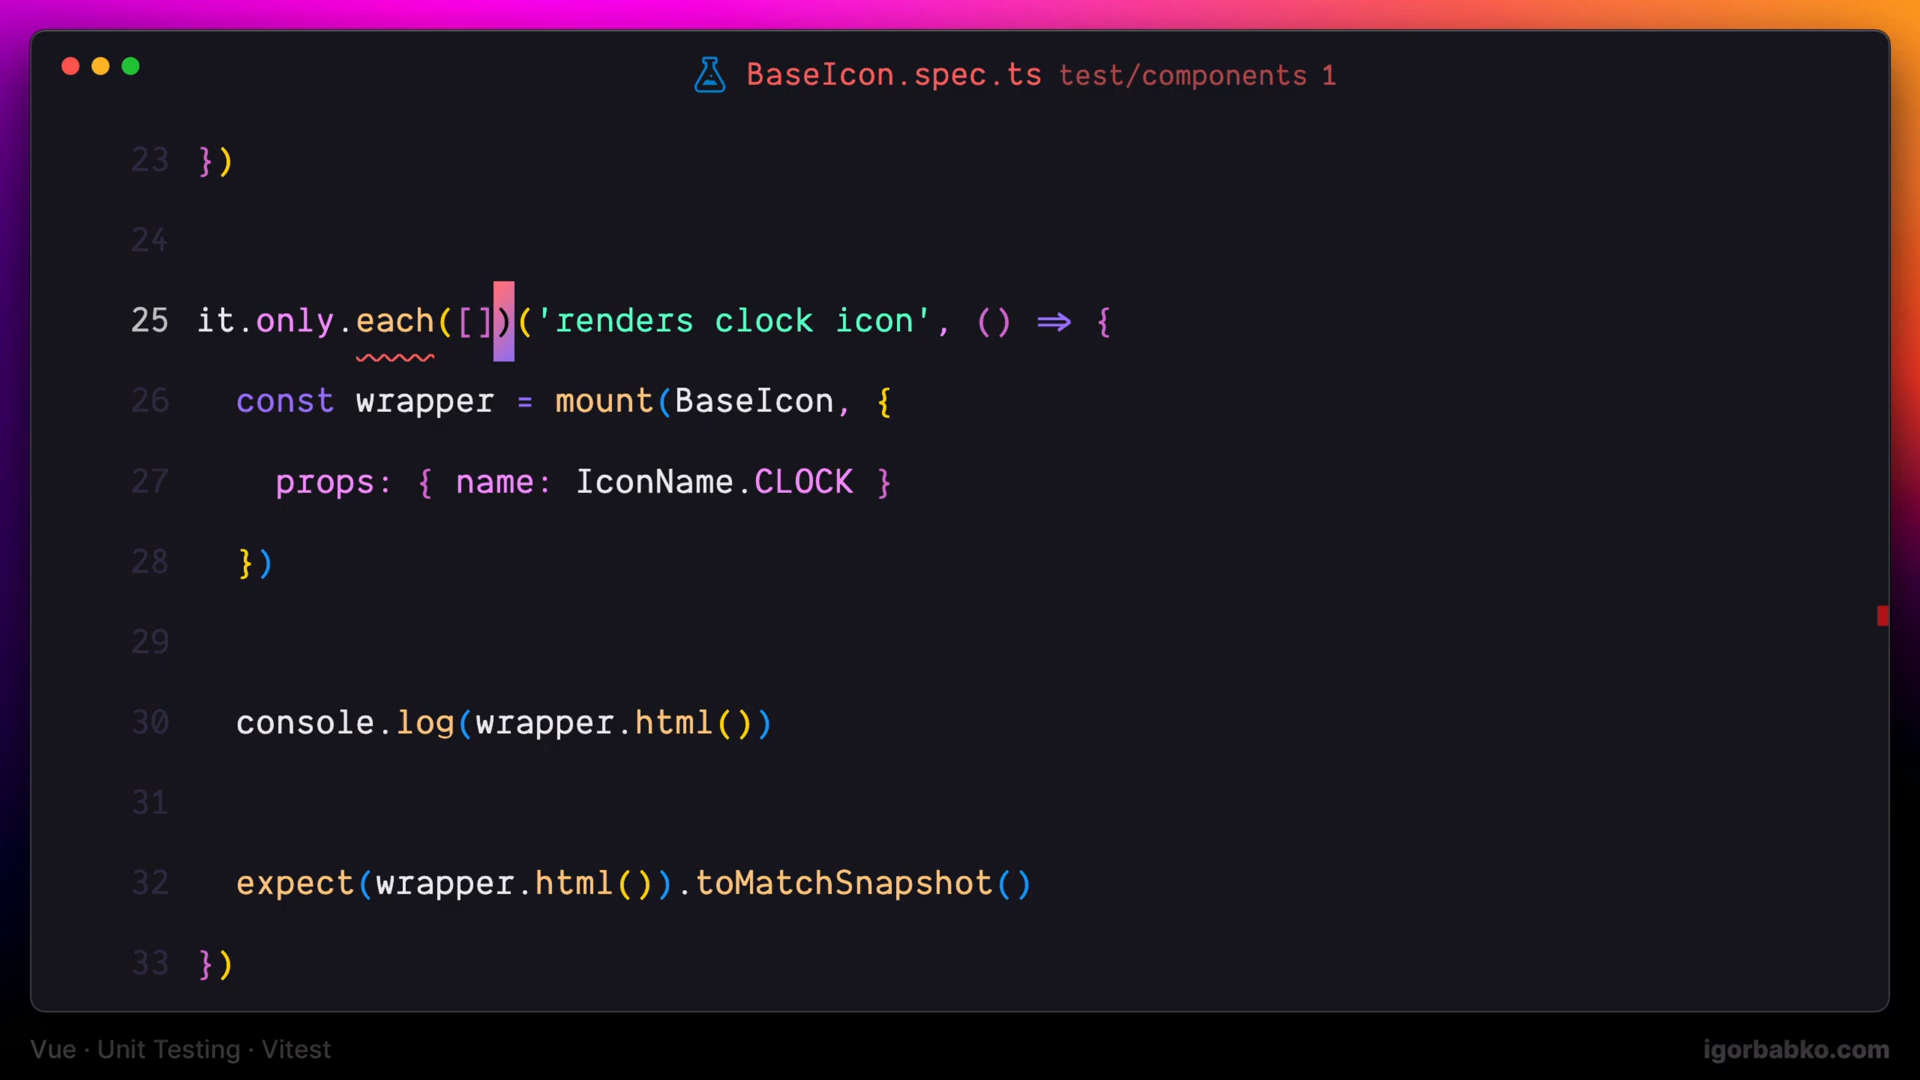 BaseIcon.spec.ts test/components 1
23 })
24
25 it.only.each([])('renders clock icon', () => {
26 const wrapper = mount(BaseIcon, {
27 props: { name: IconName.CLOCK }
28 })
29
30 console.log(wrapper.html())
31
32 expect(wrapper.html()).toMatchSnapshot()
33 })
Vue · Unit Testing · Vitest
igorbabko.com